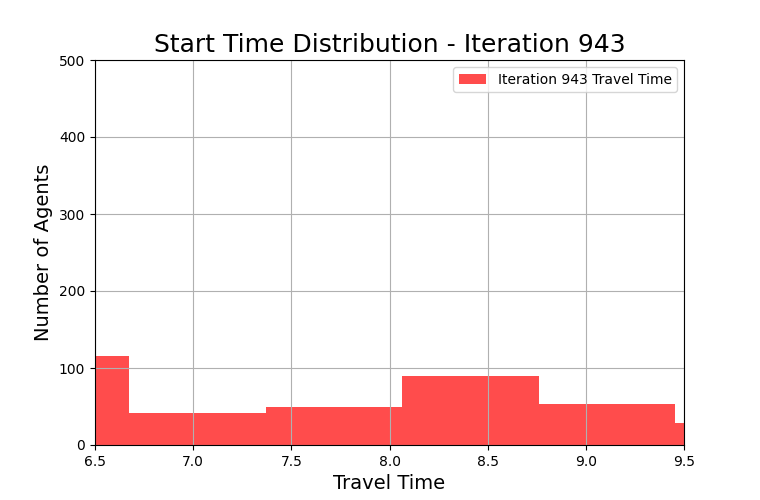 Start Time Distribution - Iteration 943
Iteration 943 Travel Time
Number of Agents
500
400
300
200
100
0
6.5 7.0 7.5 8.0 8.5 9.0 9.5
Travel Time